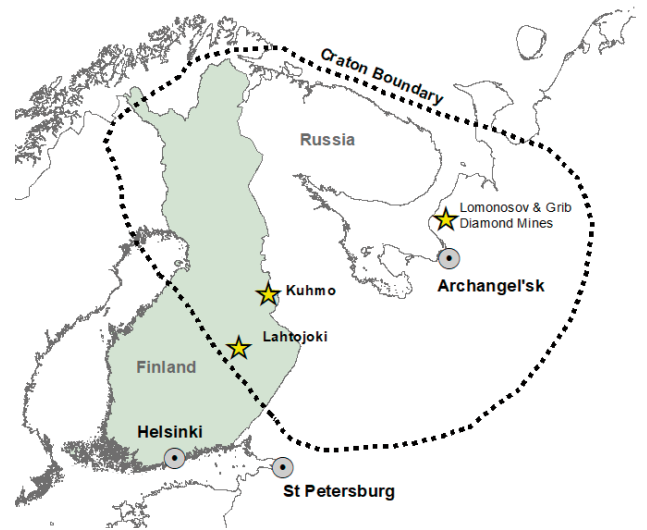 Craton Boundary
Russia
Lomonosov & Grib
Diamond Mines
Archangel'sk
Kuhmo
Lahtojoki
Finland
Helsinki
St Petersburg